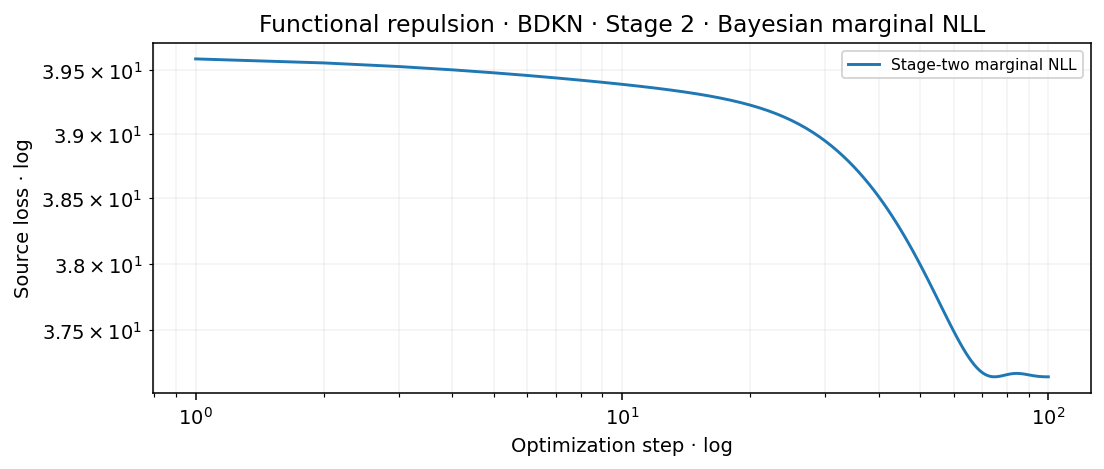 Functional repulsion · BDKN · Stage 2 · Bayesian marginal NLL
Stage-two marginal NLL
Source loss · log
3.95 × 10¹
3.9 × 10¹
3.85 × 10¹
3.8 × 10¹
3.75 × 10¹
10⁰
10¹
10²
Optimization step · log